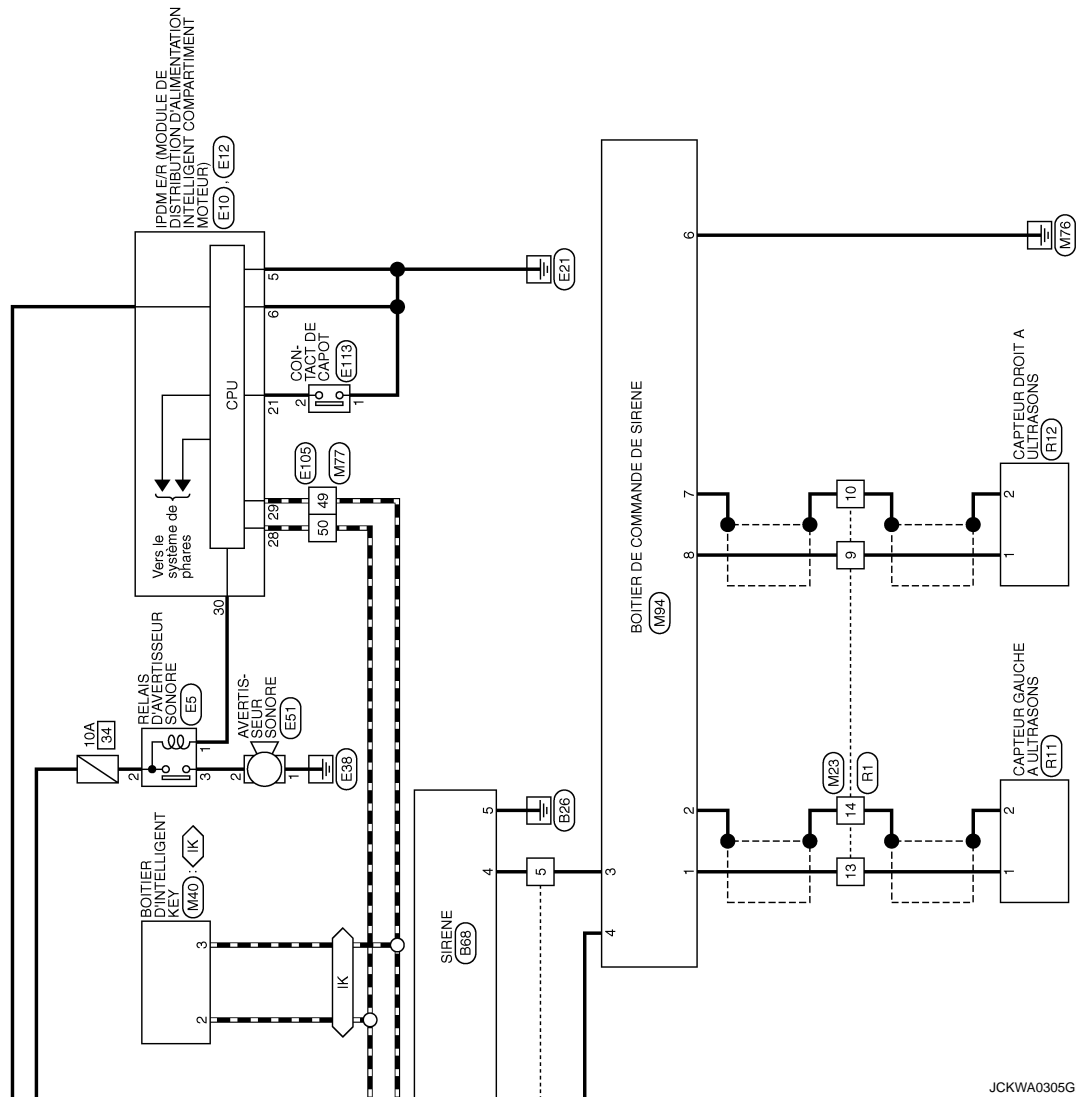 IPDM E/R (MODULE DE
DISTRIBUTION D'ALIMENTATION
INTELLIGENT COMPARTIMENT
MOTEUR)
E10 , E12
CPU
Vers le
système de
phares
5
6
21
29
28
30
E21
CON-
TACT DE
CAPOT
E113
2
1
E105
M77
49
50
10A
34
RELAIS
D'AVERTISSEUR
SONORE
E5
2
1
3
AVERTIS-
SEUR
SONORE
E51
2
1
E38
BOITIER
D'INTELLIGENT
KEY
M40 : IK
3
2
IK
SIRENE
B68
5
4
B26
5
BOITIER DE COMMANDE DE SIRENE
M94
6
7
8
2
1
3
4
M76
10
9
M23
R1
14
13
CAPTEUR DROIT A
ULTRASONS
R12
2
1
CAPTEUR GAUCHE
A ULTRASONS
R11
2
1
JCKWA0305G